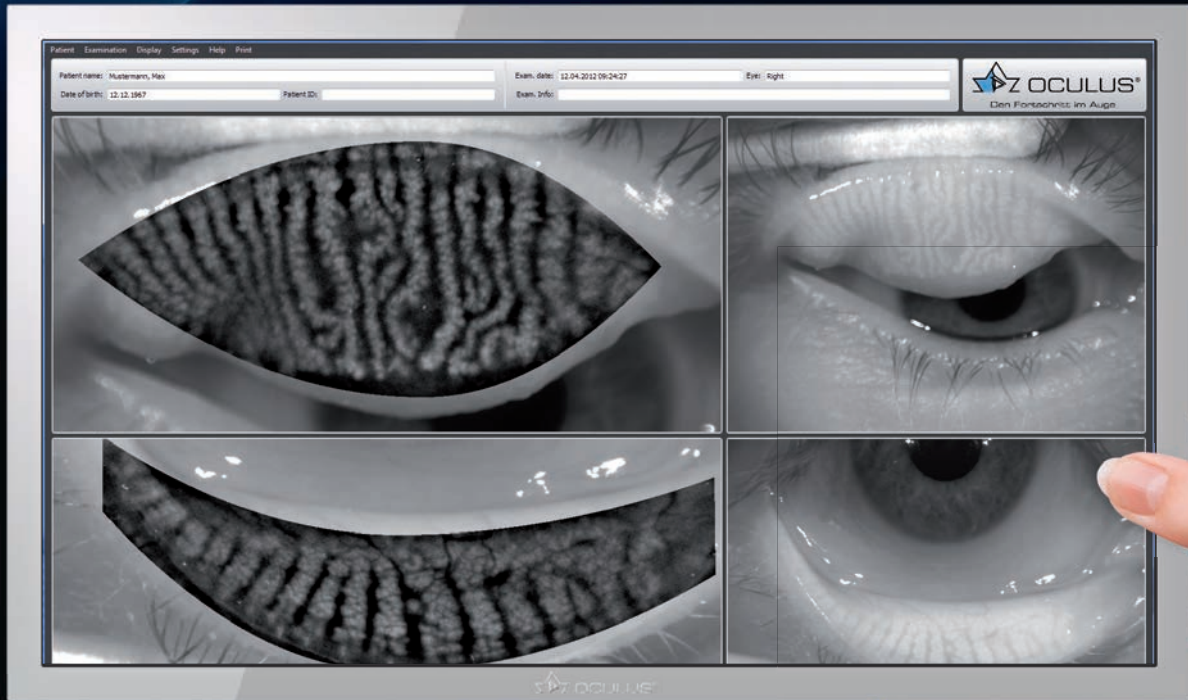 Patient Examination Display Settings Help Print
Patient name: Mustermann, Max
Exam. date: 12.04.2012 09:24:27 Eye: Right
Date of birth: 12.12.1967 Patient ID:
Exam. Info:
OCULUS®
Den Fortschritt im Auge
OCULUS